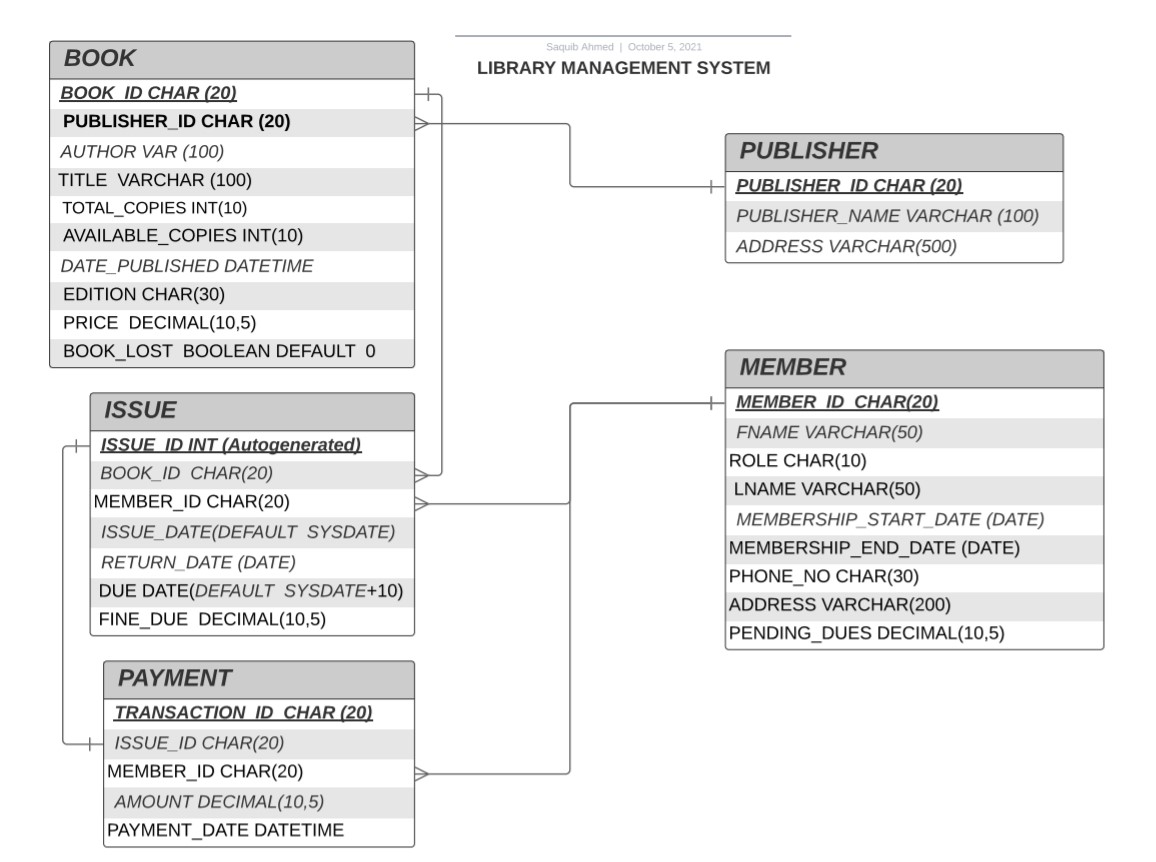 Saquib Ahmed | October 5, 2021
LIBRARY MANAGEMENT SYSTEM
BOOK
BOOK_ID CHAR (20)
PUBLISHER_ID CHAR (20)
AUTHOR VAR (100)
TITLE VARCHAR (100)
TOTAL_COPIES INT(10)
AVAILABLE_COPIES INT(10)
DATE_PUBLISHED DATETIME
EDITION CHAR(30)
PRICE DECIMAL(10,5)
BOOK_LOST BOOLEAN DEFAULT 0
PUBLISHER
PUBLISHER_ID CHAR (20)
PUBLISHER_NAME VARCHAR (100)
ADDRESS VARCHAR(500)
ISSUE
ISSUE_ID INT (Autogenerated)
BOOK_ID CHAR(20)
MEMBER_ID CHAR(20)
ISSUE_DATE(DEFAULT SYSDATE)
RETURN_DATE (DATE)
DUE DATE(DEFAULT SYSDATE+10)
FINE_DUE DECIMAL(10,5)
MEMBER
MEMBER_ID CHAR(20)
FNAME VARCHAR(50)
ROLE CHAR(10)
LNAME VARCHAR(50)
MEMBERSHIP_START_DATE (DATE)
MEMBERSHIP_END_DATE (DATE)
PHONE_NO CHAR(30)
ADDRESS VARCHAR(200)
PENDING_DUES DECIMAL(10,5)
PAYMENT
TRANSACTION_ID CHAR (20)
ISSUE_ID CHAR(20)
MEMBER_ID CHAR(20)
AMOUNT DECIMAL(10,5)
PAYMENT_DATE DATETIME